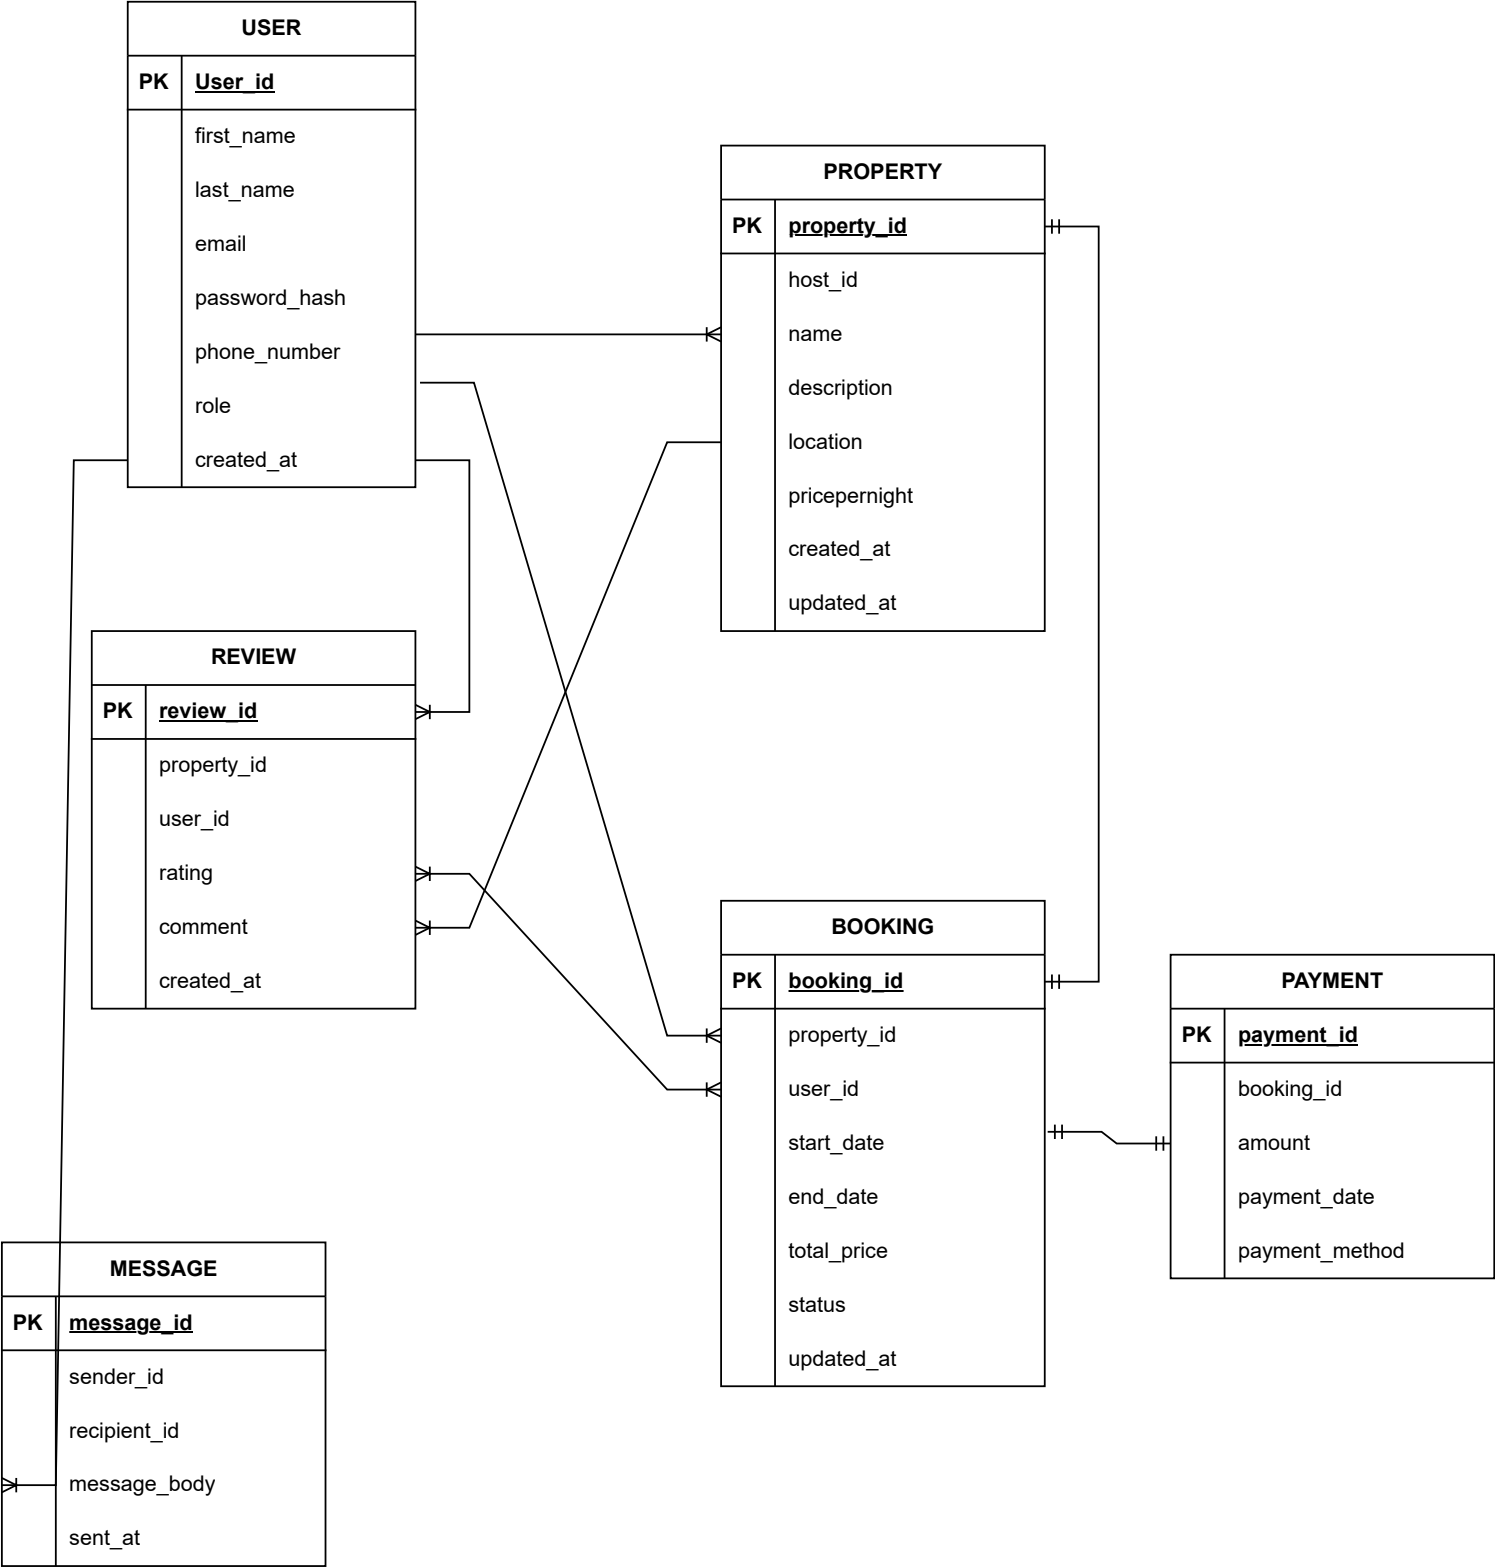 USER
PK User_id
first_name
last_name
email
password_hash
phone_number
role
created_at
PROPERTY
PK property_id
host_id
name
description
location
pricepernight
created_at
updated_at
REVIEW
PK review_id
property_id
user_id
rating
comment
created_at
BOOKING
PK booking_id
property_id
user_id
start_date
end_date
total_price
status
updated_at
PAYMENT
PK payment_id
booking_id
amount
payment_date
payment_method
MESSAGE
PK message_id
sender_id
recipient_id
message_body
sent_at